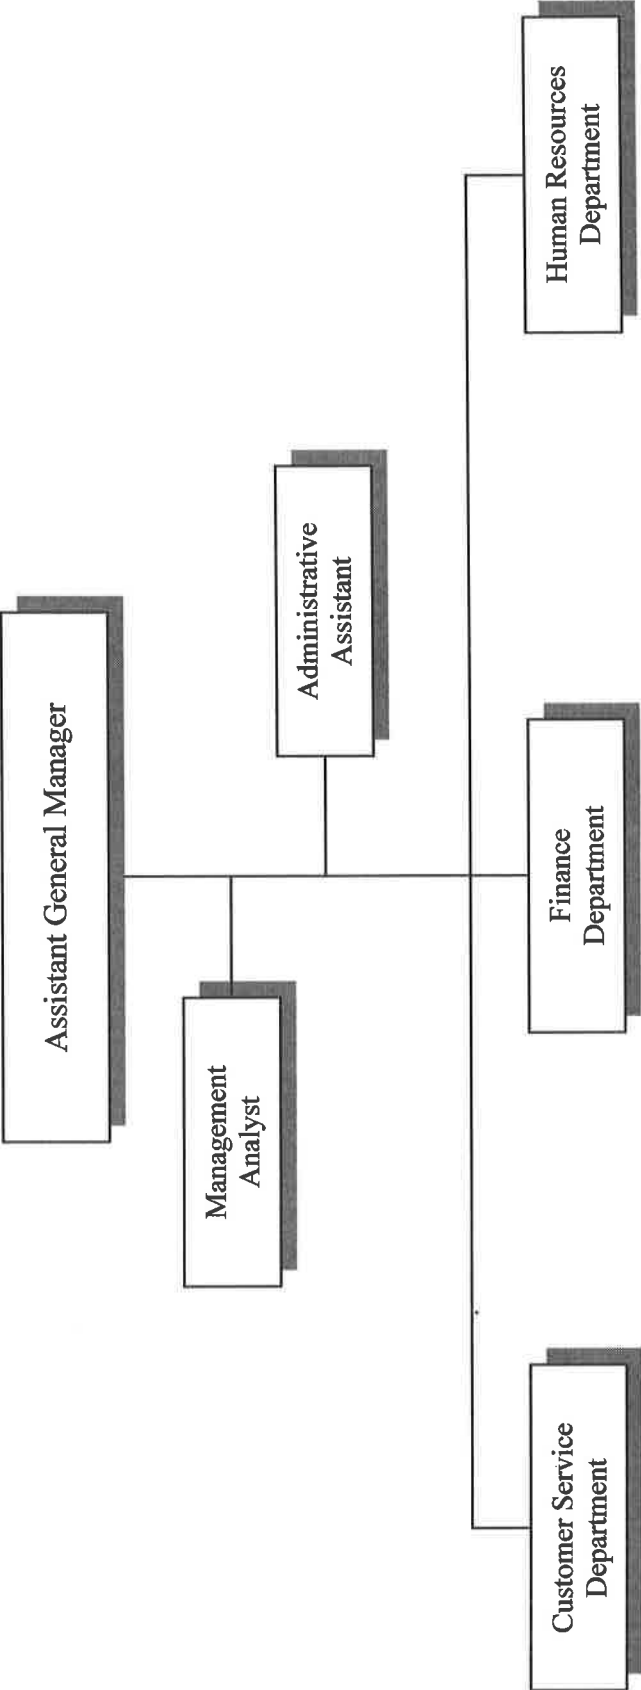 Assistant General Manager
Management
Analyst
Administrative
Assistant
Customer Service
Department
Finance
Department
Human Resources
Department